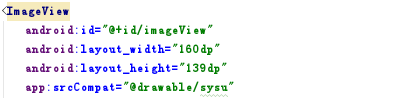 <ImageView
android:id="@+id/imageView"
android:layout_width="160dp"
android:layout_height="139dp"
app:srcCompat="@drawable/sysu"